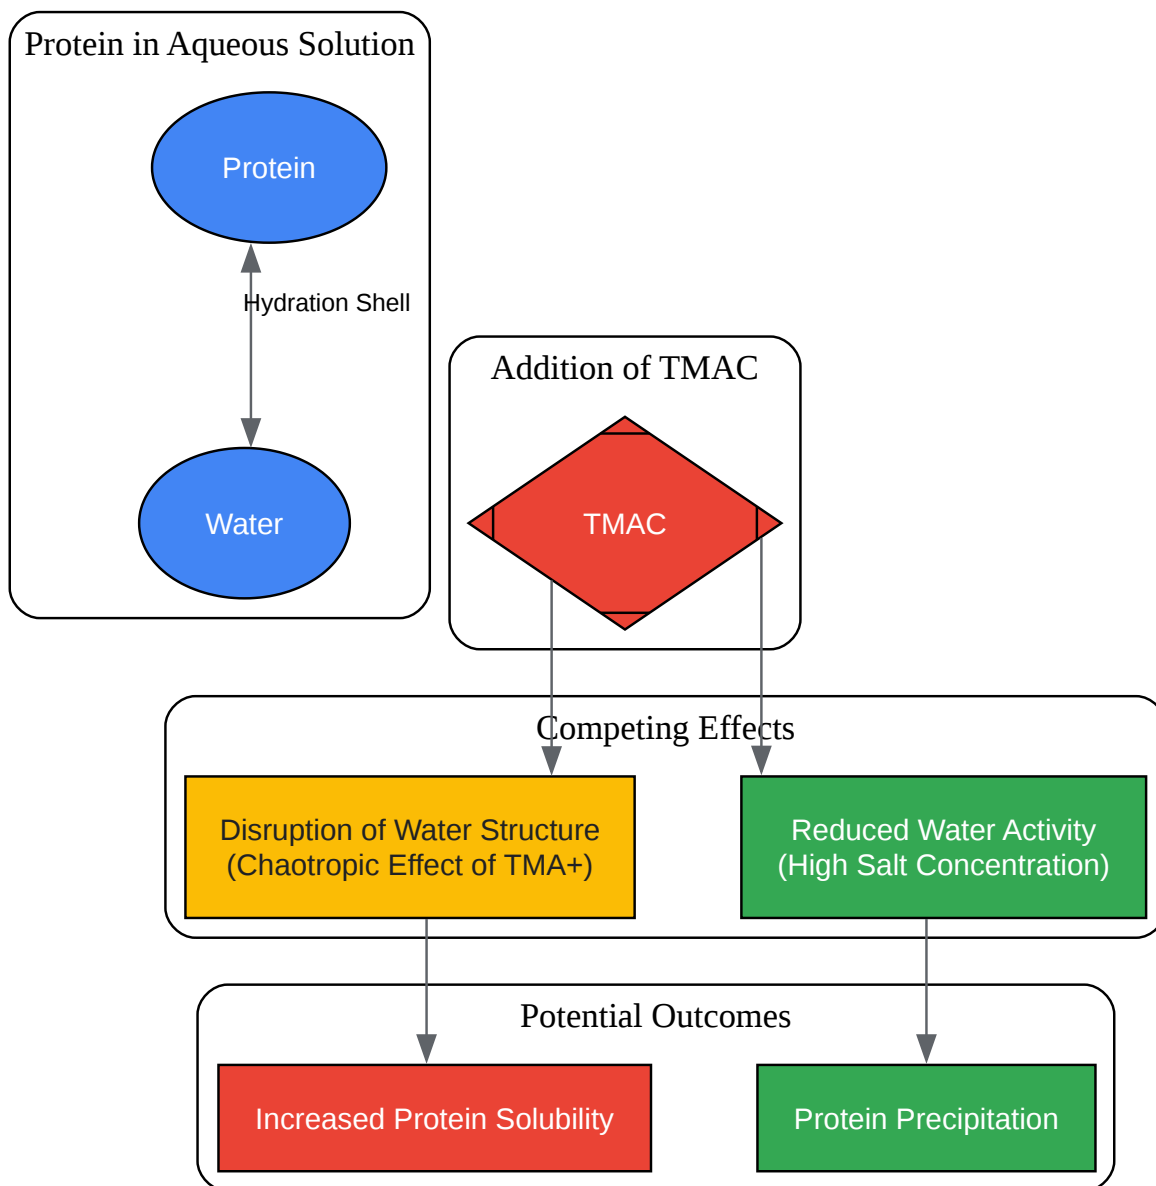 Protein in Aqueous Solution
Protein
Hydration Shell
Water
Addition of TMAC
TMAC
Competing Effects
Disruption of Water Structure
(Chaotropic Effect of TMA+)
Reduced Water Activity
(High Salt Concentration)
Potential Outcomes
Increased Protein Solubility
Protein Precipitation